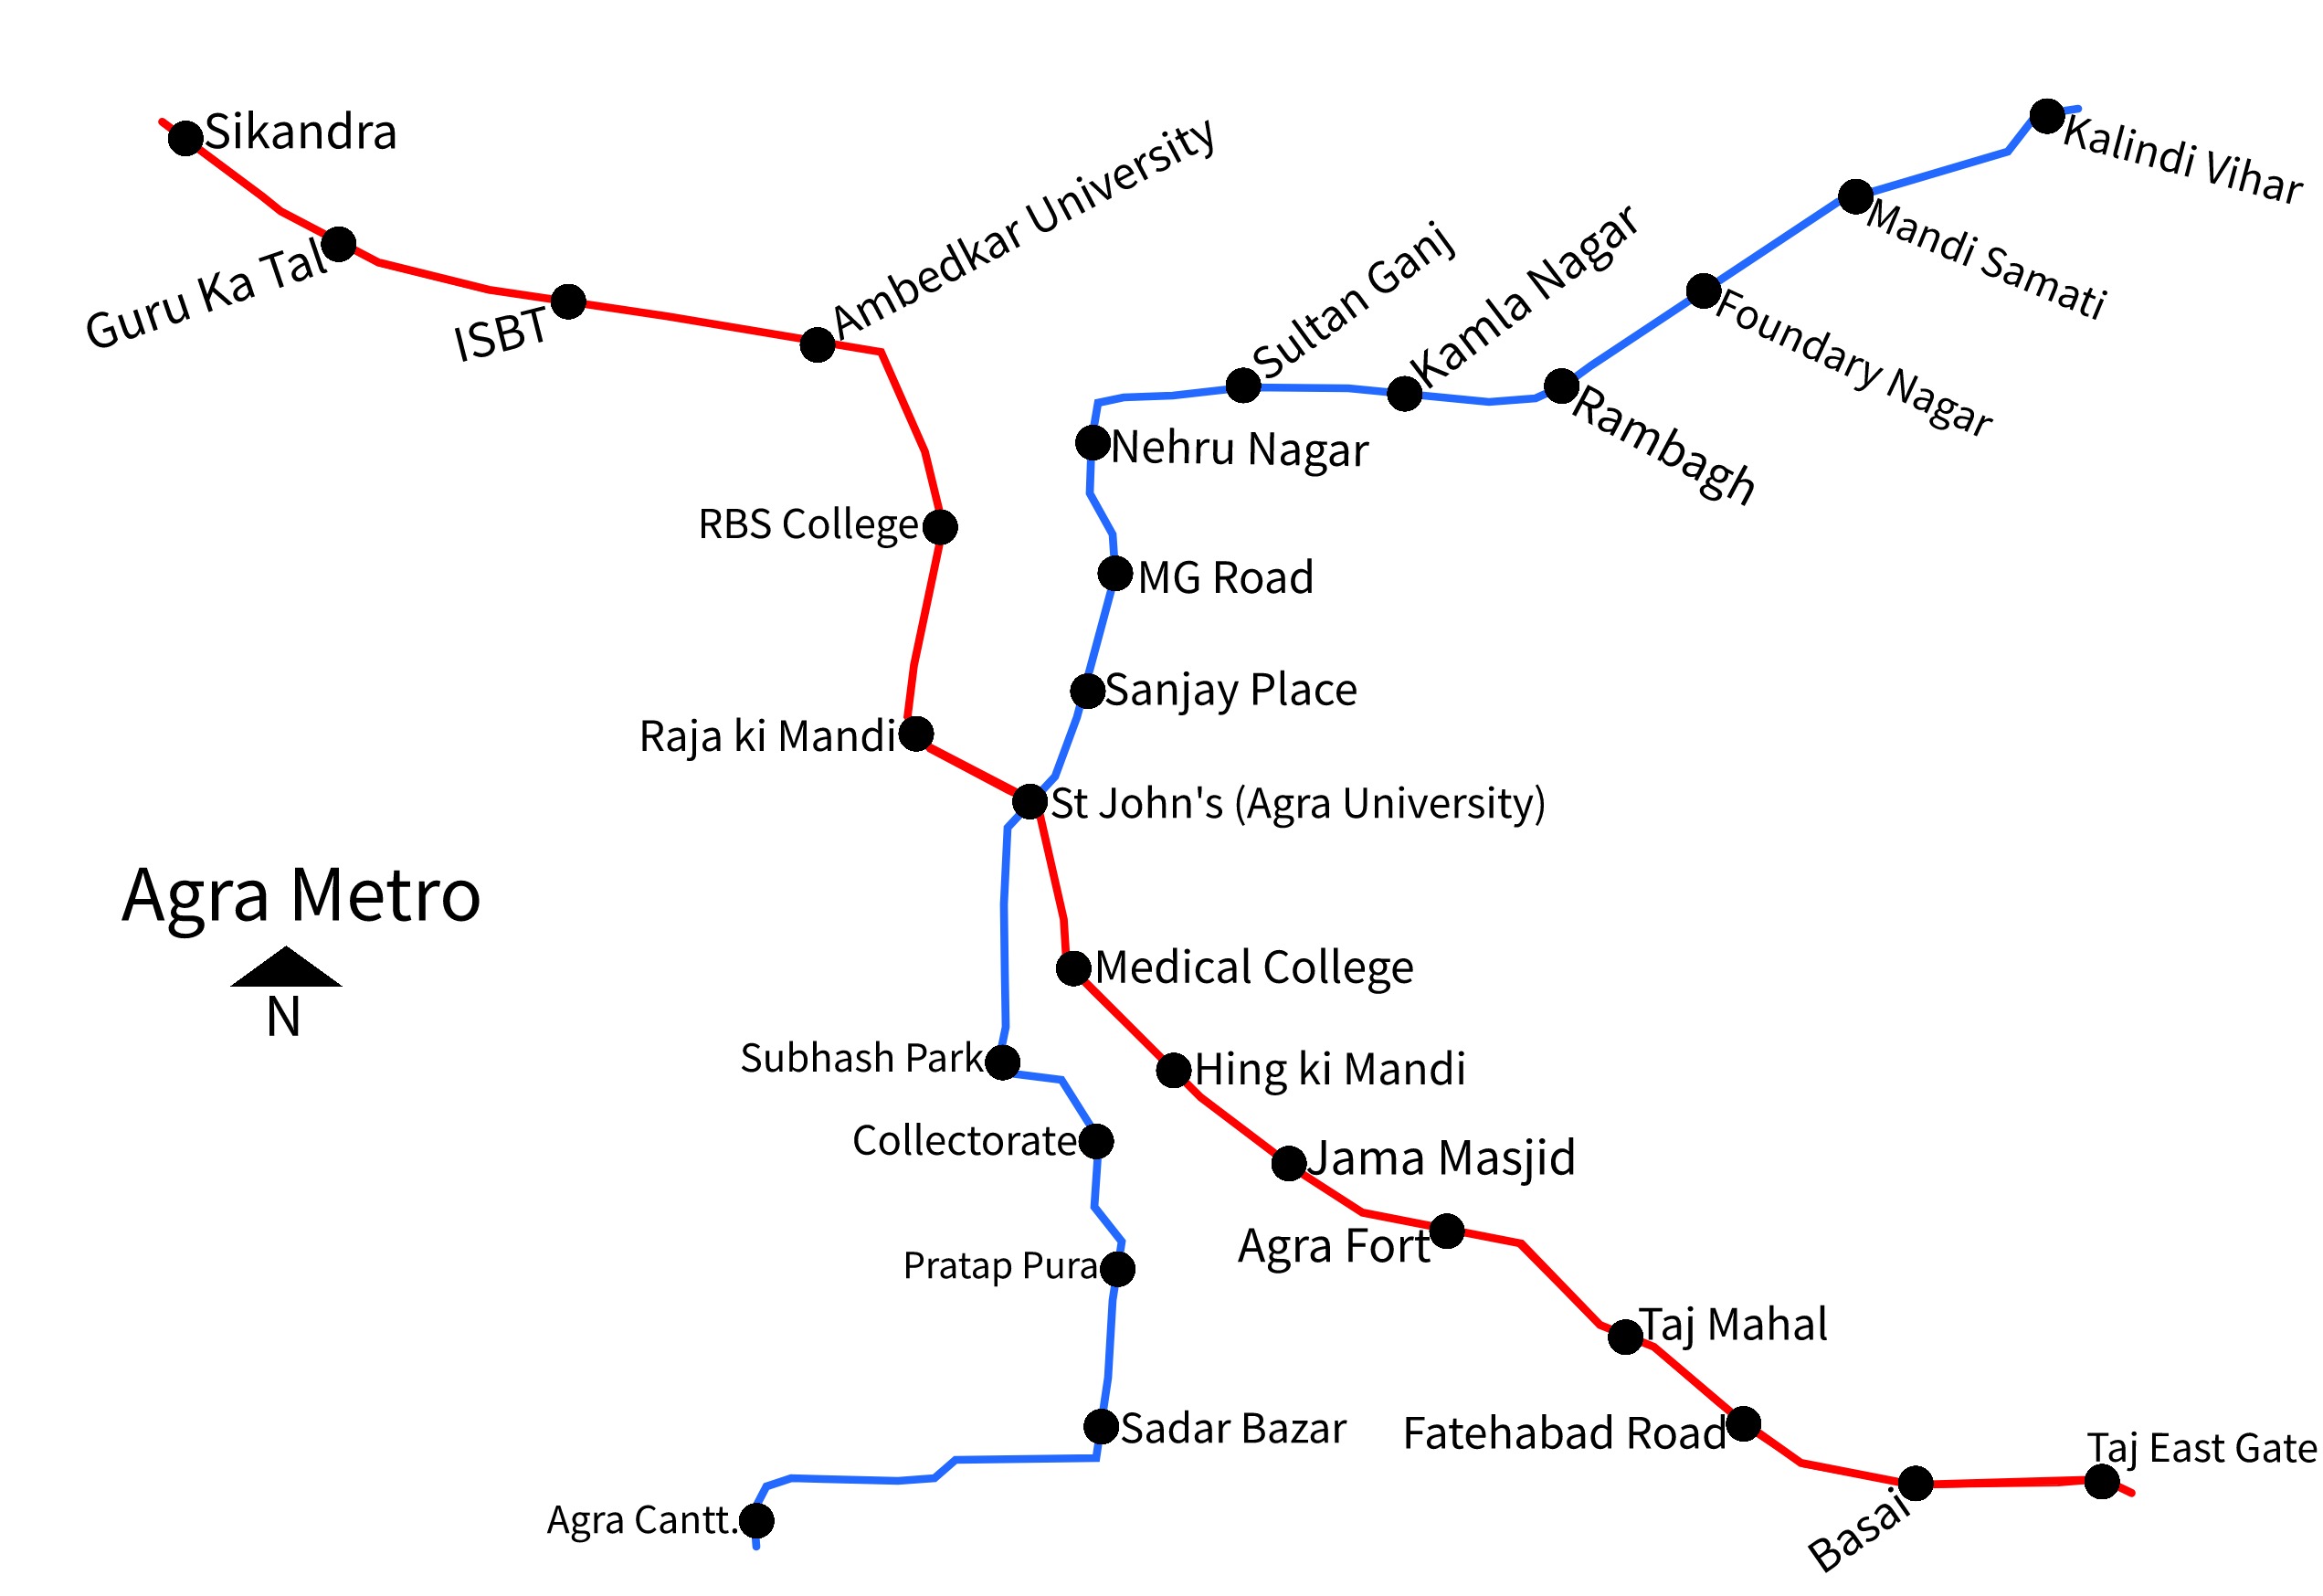 Sikandra
Kalindi Vihar
Ambedkar University
Mandi Samati
Guru Ka Tal
ISBT
Sultan Ganj
Kamla Nagar
Foundary Nagar
Rambagh
Nehru Nagar
RBS College
MG Road
Sanjay Place
Raja ki Mandi
St John's (Agra University)
Agra Metro
N
Medical College
Subhash Park
Hing ki Mandi
Collectorate
Jama Masjid
Agra Fort
Pratap Pura
Taj Mahal
Sadar Bazar
Fatehabad Road
Taj East Gate
Agra Cantt.
Basai